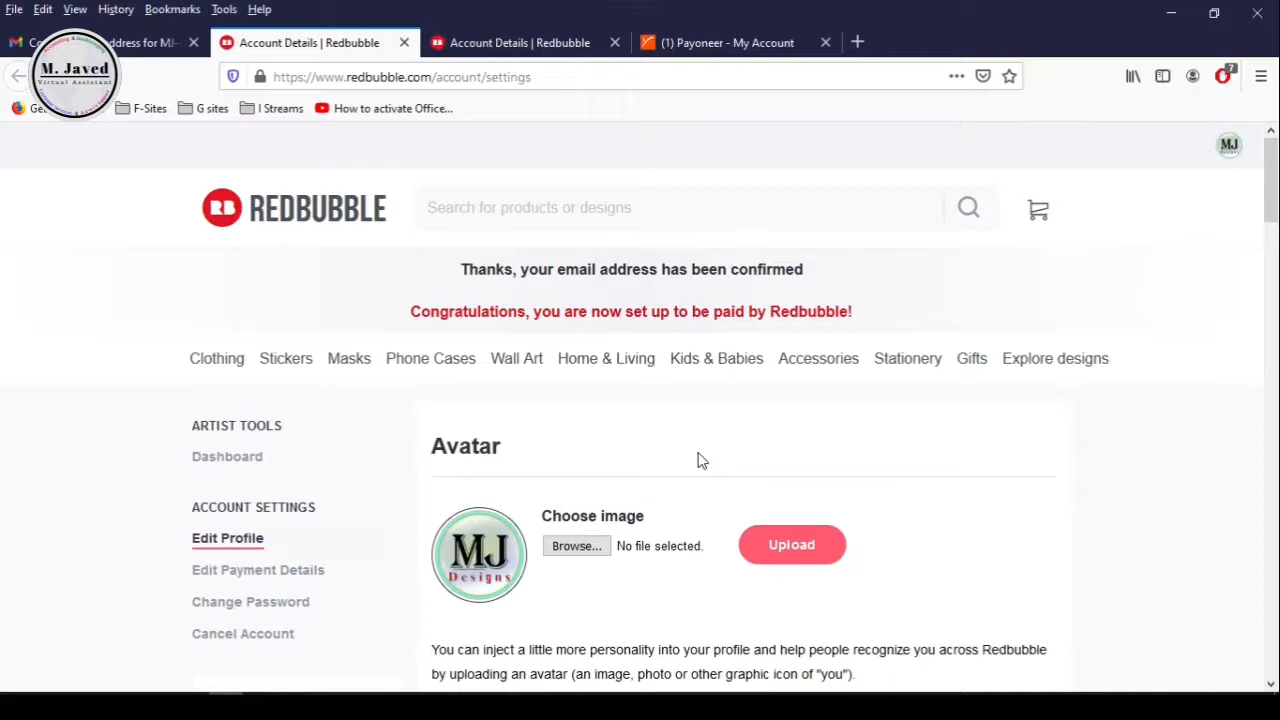 File Edit View History Bookmarks Tools Help
Account Details | Redbubble
Account Details | Redbubble
(1) Payoneer - My Account
M. Javed
Virtual Assistant
https://www.redbubble.com/account/settings
7
F-Sites
G sites
I Streams
How to activate Office...
MJ
RB REDBUBBLE
Search for products or designs
Thanks, your email address has been confirmed
Congratulations, you are now set up to be paid by Redbubble!
Clothing Stickers Masks Phone Cases Wall Art Home & Living Kids & Babies Accessories Stationery Gifts Explore designs
ARTIST TOOLS
Dashboard
ACCOUNT SETTINGS
Edit Profile
Edit Payment Details
Change Password
Cancel Account
Avatar
MJ
Designs
Choose image
Browse... No file selected.
Upload
You can inject a little more personality into your profile and help people recognize you across Redbubble
by uploading an avatar (an image, photo or other graphic icon of "you").